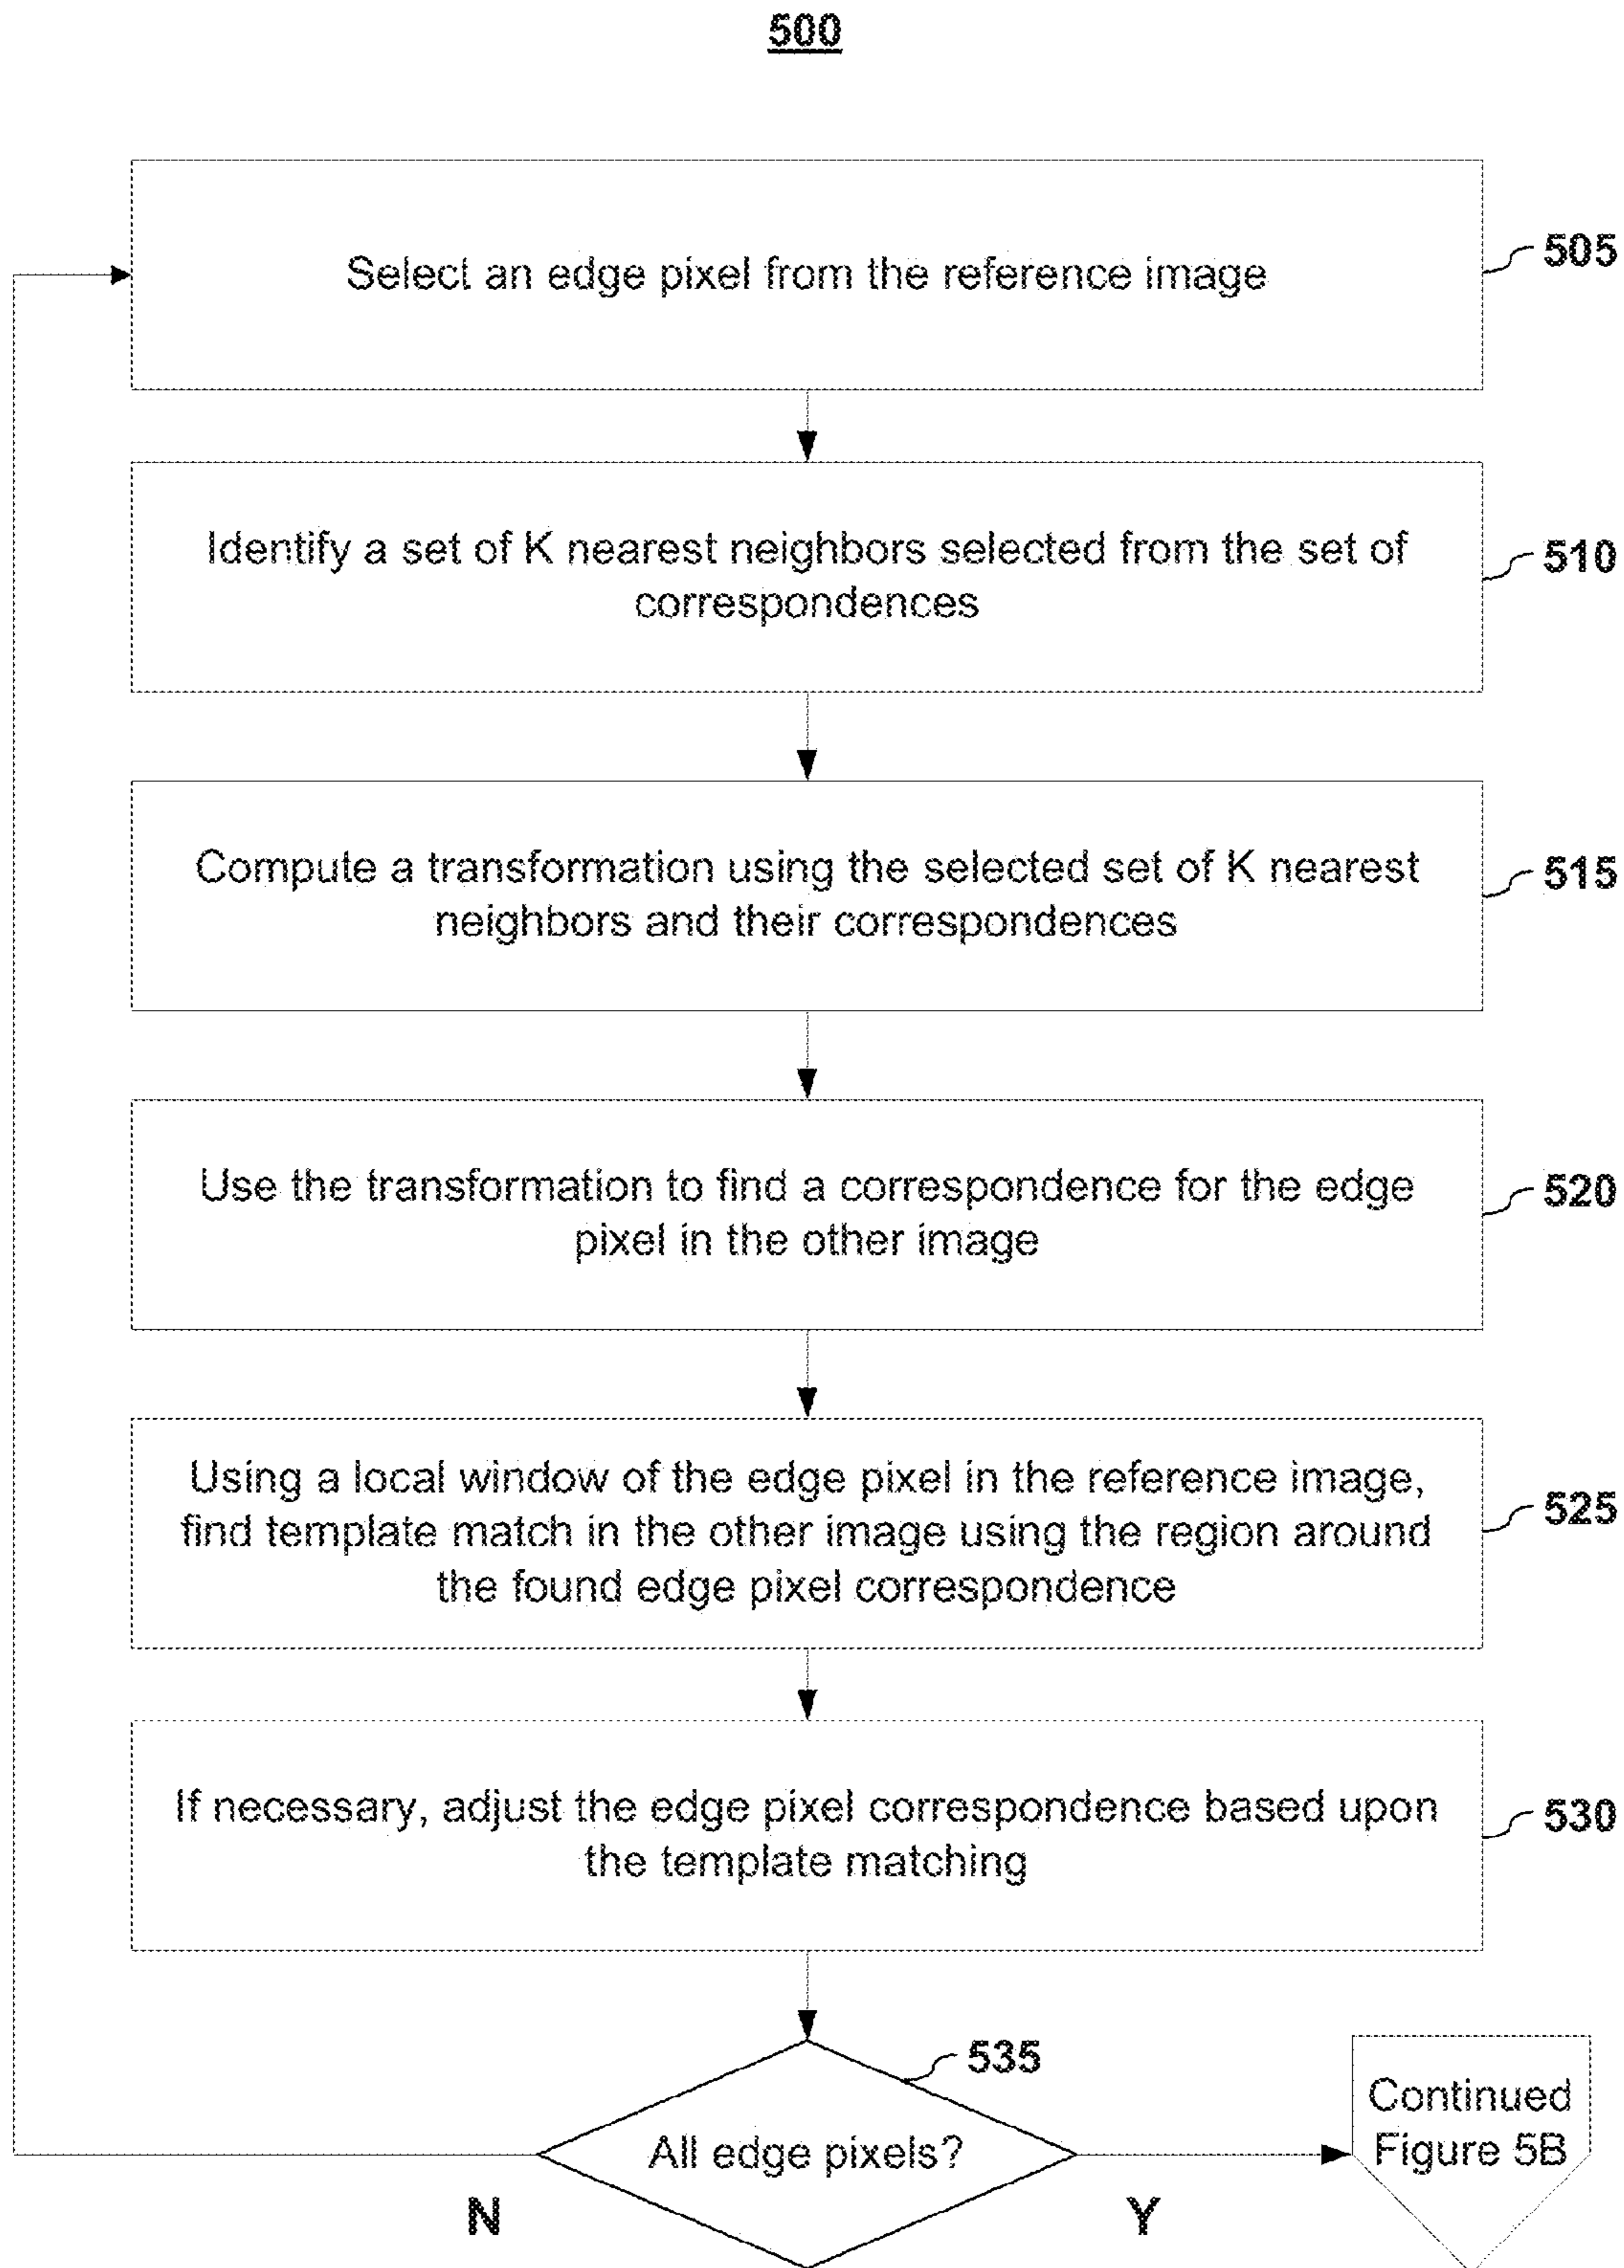 500
Select an edge pixel from the reference image
505
Identify a set of K nearest neighbors selected from the set of
correspondences
510
Compute a transformation using the selected set of K nearest
neighbors and their correspondences
515
Use the transformation to find a correspondence for the edge
pixel in the other image
520
Using a local window of the edge pixel in the reference image,
find template match in the other image using the region around
the found edge pixel correspondence
525
If necessary, adjust the edge pixel correspondence based upon
the template matching
530
535
All edge pixels?
N
Y
Continued
Figure 5B